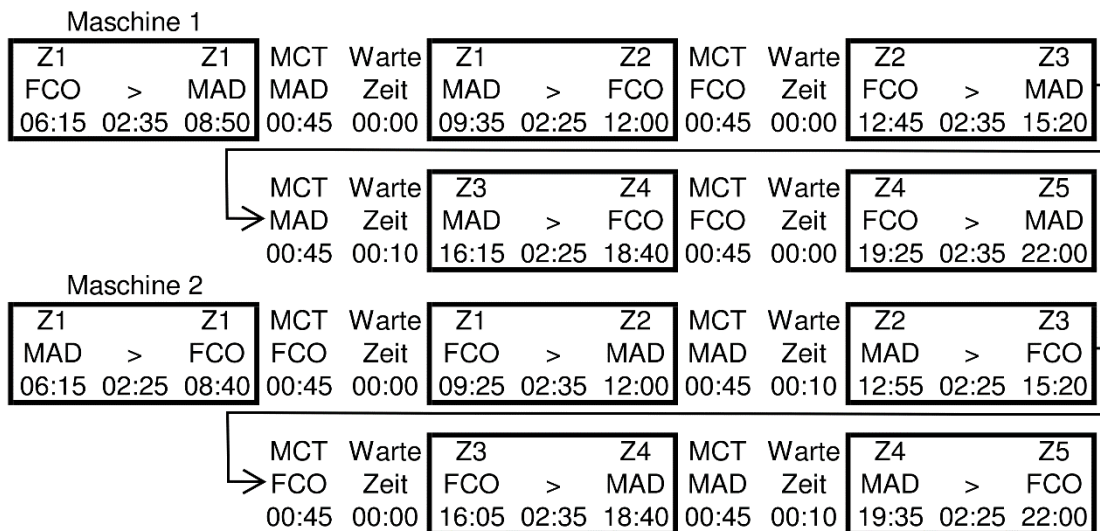 Maschine 1
Z1 Z1 MCT Warte Z1 Z2 MCT Warte Z2 Z3
FCO > MAD MAD Zeit MAD > FCO FCO Zeit FCO > MAD
06:15 02:35 08:50 00:45 00:00 09:35 02:25 12:00 00:45 00:00 12:45 02:35 15:20
MCT Warte Z3 Z4 MCT Warte Z4 Z5
MAD Zeit MAD > FCO FCO Zeit FCO > MAD
00:45 00:10 16:15 02:25 18:40 00:45 00:00 19:25 02:35 22:00
Maschine 2
Z1 Z1 MCT Warte Z1 Z2 MCT Warte Z2 Z3
MAD > FCO FCO Zeit FCO > MAD MAD Zeit MAD > FCO
06:15 02:25 08:40 00:45 00:00 09:25 02:35 12:00 00:45 00:10 12:55 02:25 15:20
MCT Warte Z3 Z4 MCT Warte Z4 Z5
FCO Zeit FCO > MAD MAD Zeit MAD > FCO
00:45 00:00 16:05 02:35 18:40 00:45 00:10 19:35 02:25 22:00